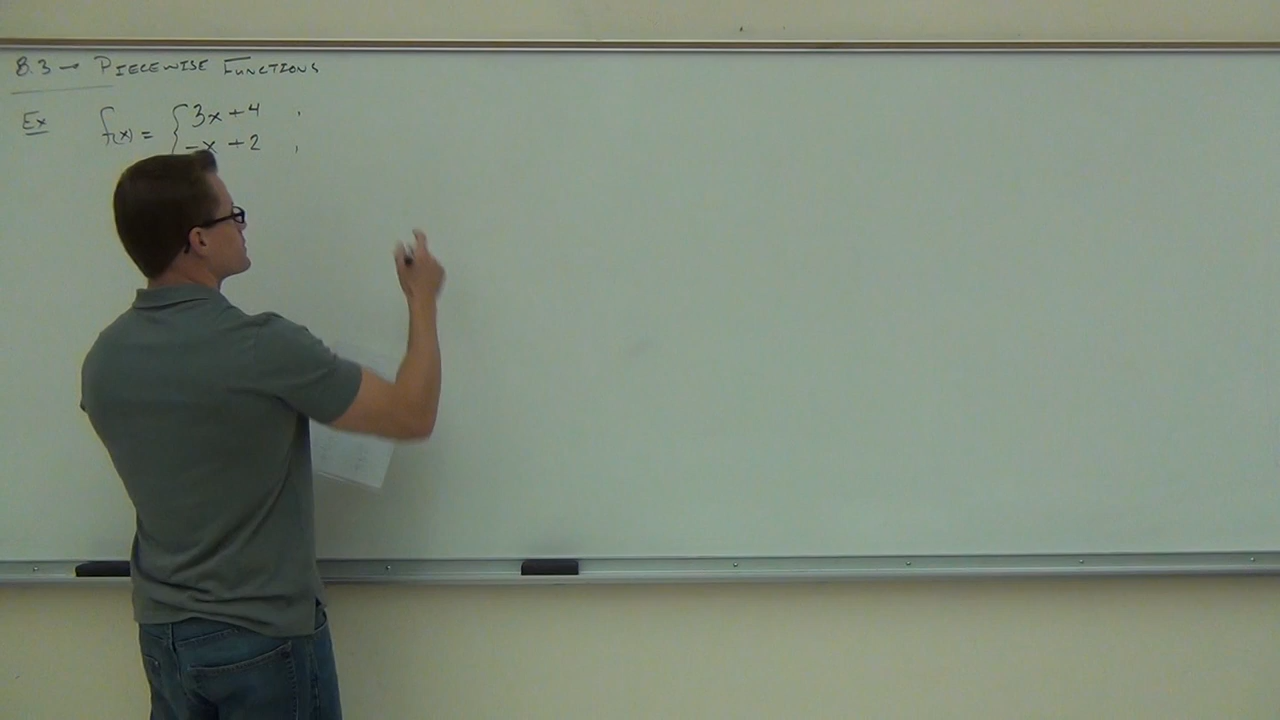 8.3 → PIECEWISE FUNCTIONS
Ex f(x) = { 3x + 4 ,
-x + 2 ,